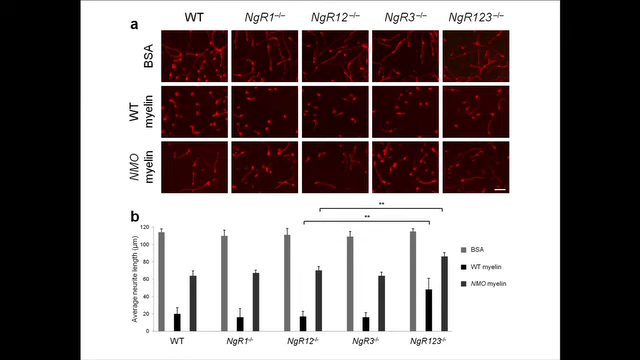 a
WT NgR1–/– NgR12–/– NgR3–/– NgR123–/–
BSA
WT myelin
NMO myelin
b
**
**
Average neurite length (µm)
120
100
80
60
40
20
0
WT NgR1-/- NgR12-/- NgR3-/- NgR123-/-
BSA
WT myelin
NMO myelin